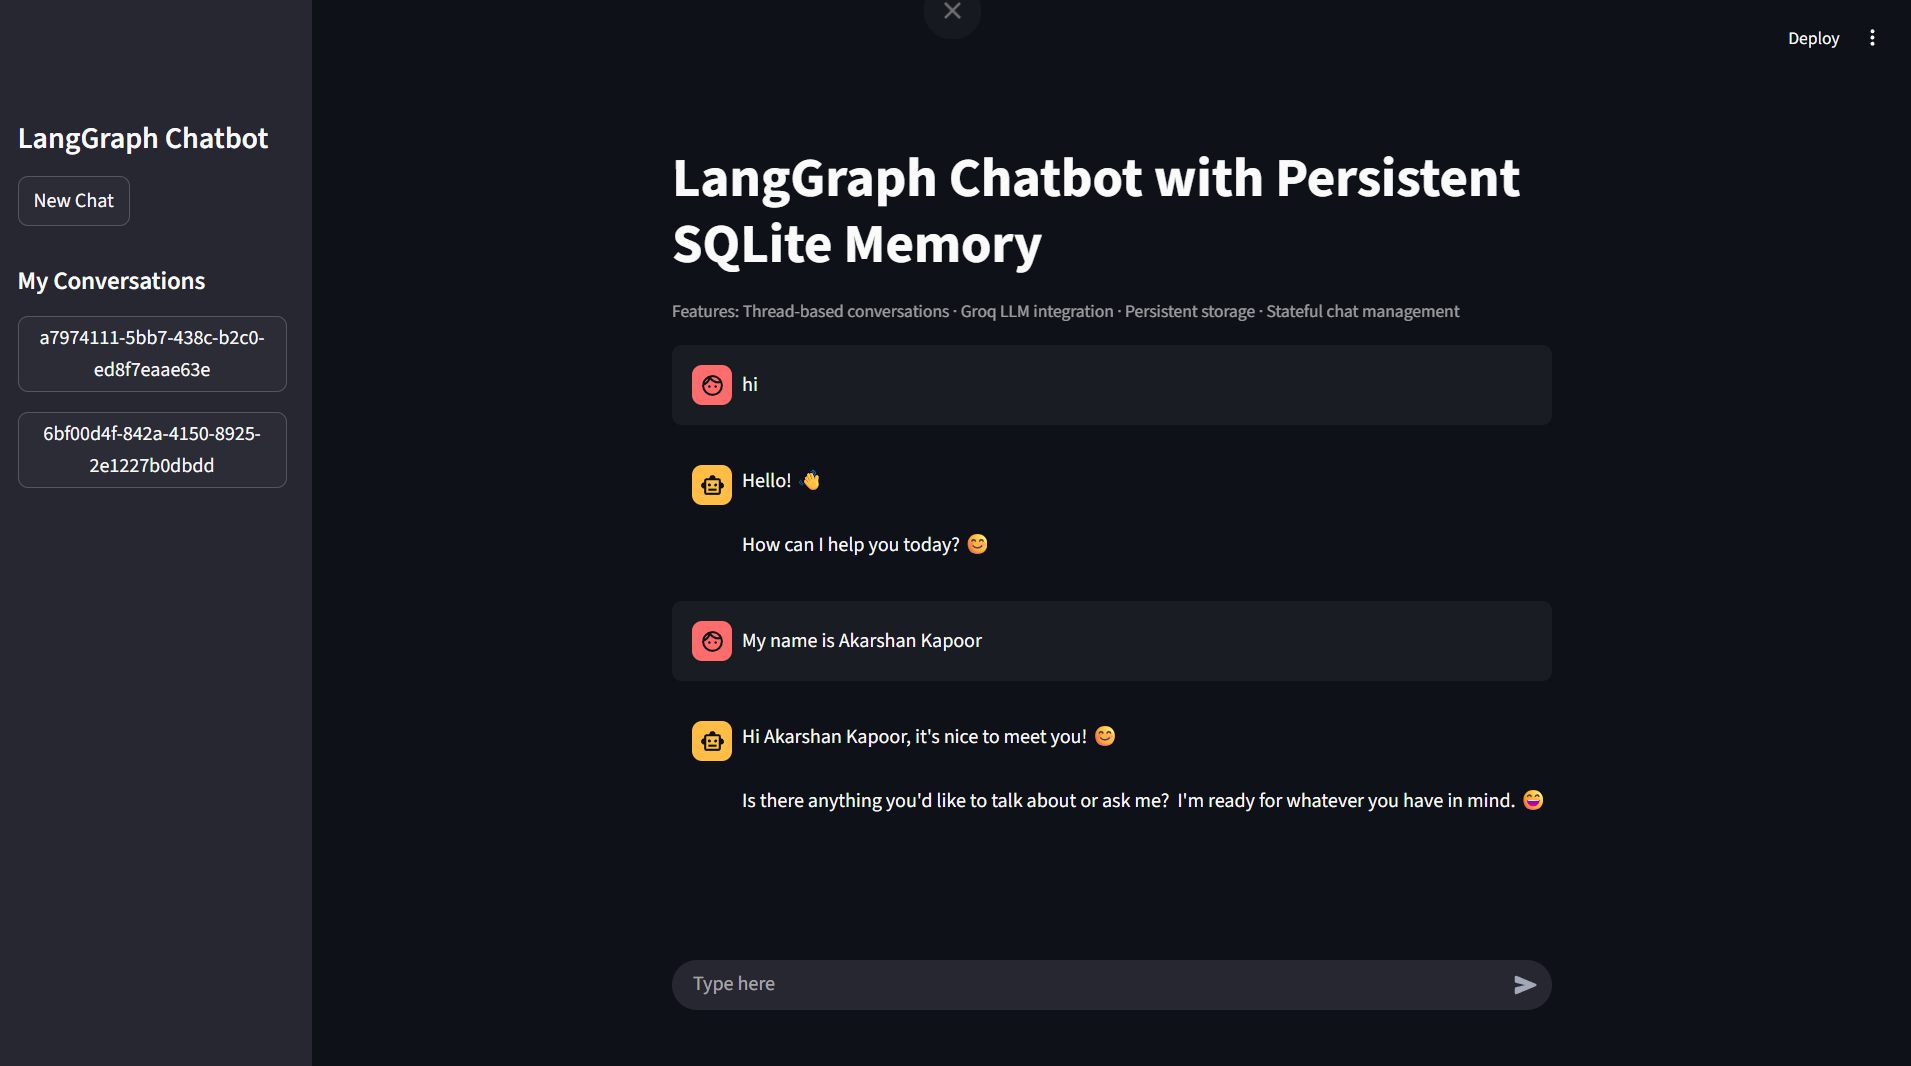 Deploy
LangGraph Chatbot
New Chat
My Conversations
a7974111-5bb7-438c-b2c0-
ed8f7eaae63e
6bf00d4f-842a-4150-8925-
2e1227b0dbdd
LangGraph Chatbot with Persistent
SQLite Memory
Features: Thread-based conversations · Groq LLM integration · Persistent storage · Stateful chat management
hi
Hello! 👋
How can I help you today? 😊
My name is Akarshan Kapoor
Hi Akarshan Kapoor, it's nice to meet you! 😊
Is there anything you'd like to talk about or ask me?  I'm ready for whatever you have in mind. 😄
Type here